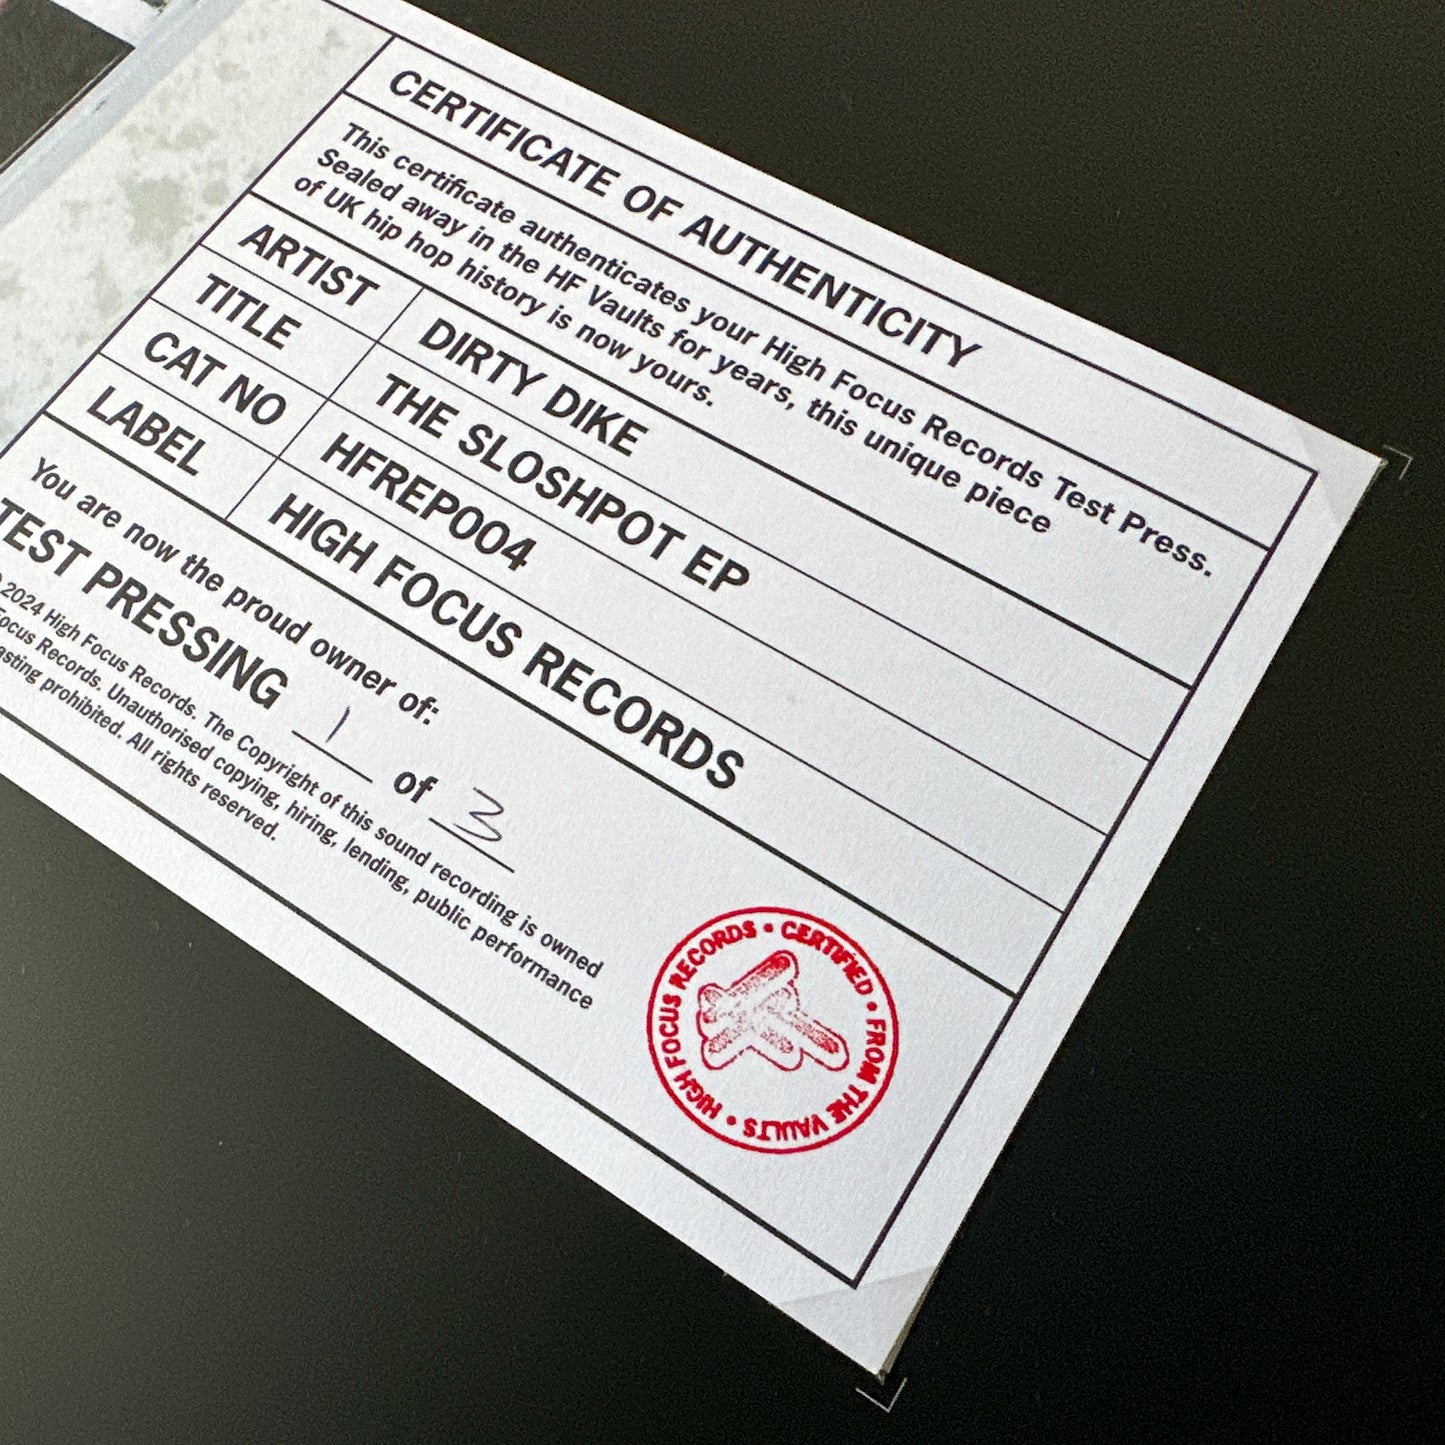 CERTIFICATE OF AUTHENTICITY
This certificate authenticates your High Focus Records Test Press.
Sealed away in the HF Vaults for years, this unique piece
of UK hip hop history is now yours.
ARTIST DIRTY DIKE
TITLE THE SLOSHPOT EP
CAT NO HFREP004
LABEL HIGH FOCUS RECORDS
You are now the proud owner of:
TEST PRESSING 1 of 3
2024 High Focus Records. The Copyright of this sound recording is owned
Focus Records. Unauthorised copying, hiring, lending, public performance
prohibited. All rights reserved.
HIGH FOCUS RECORDS • CERTIFIED • FROM THE VAULTS •